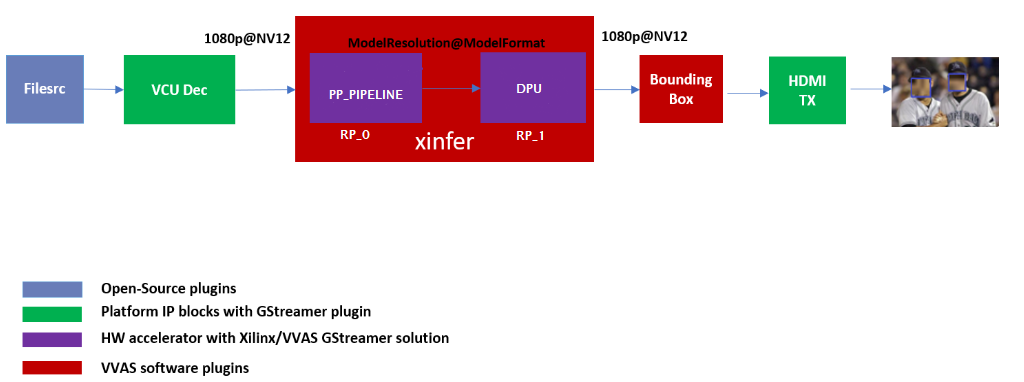 1080p@NV12
ModelResolution@ModelFormat
1080p@NV12
Filesrc
VCU Dec
PP_PIPELINE
DPU
Bounding
Box
HDMI
TX
RP_0
xinfer
RP_1
Open-Source plugins
Platform IP blocks with GStreamer plugin
HW accelerator with Xilinx/VVAS GStreamer solution
VVAS software plugins